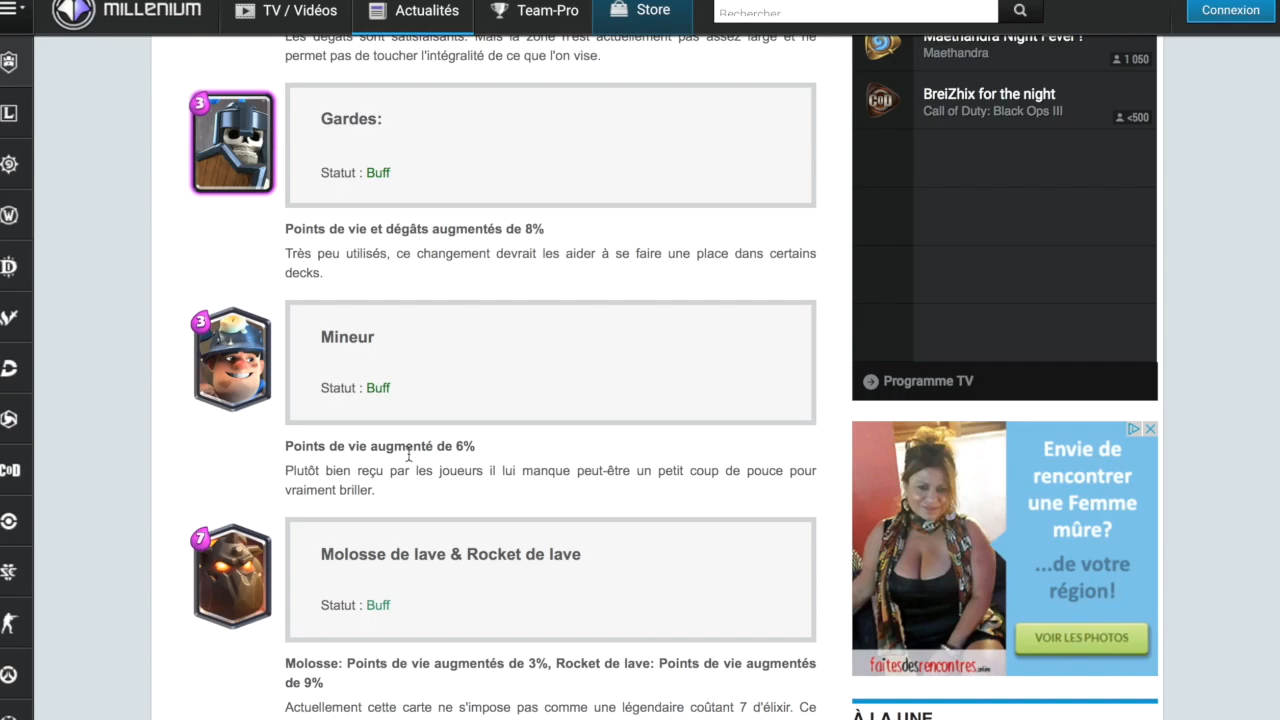 MILLENIUM
TV / Vidéos
Actualités
Team-Pro
Store
Rechercher
Connexion
Les dégâts sont satisfaisants. Mais la zone n'est actuellement pas assez large et ne
permet pas de toucher l'intégralité de ce que l'on vise.
3
Gardes:
Statut : Buff
Points de vie et dégâts augmentés de 8%
Très peu utilisés, ce changement devrait les aider à se faire une place dans certains
decks.
3
Mineur
Statut : Buff
Points de vie augmenté de 6%
Plutôt bien reçu par les joueurs il lui manque peut-être un petit coup de pouce pour
vraiment briller.
7
Molosse de lave & Rocket de lave
Statut : Buff
Molosse: Points de vie augmentés de 3%, Rocket de lave: Points de vie augmentés
de 9%
Actuellement cette carte ne s'impose pas comme une légendaire coûtant 7 d'élixir. Ce
Maethandra Night Fever !
Maethandra
1 050
COD
BreiZhix for the night
Call of Duty: Black Ops III
<500
Programme TV
Envie de
rencontrer
une Femme
mûre?
...de votre
région!
VOIR LES PHOTOS
faitesdesrencontres.online
À LA UNE
L
W
D
COD